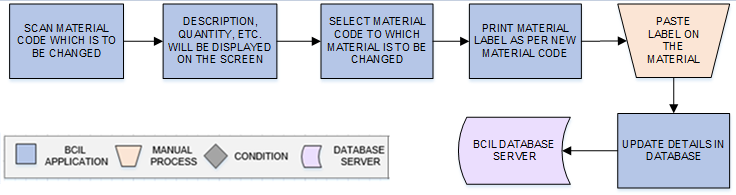 SCAN MATERIAL
CODE WHICH IS TO
BE CHANGED
DESCRIPTION,
QUANTITY, ETC.
WILL BE DISPLAYED
ON THE SCREEN
SELECT MATERIAL
CODE TO WHICH
MATERIAL IS TO BE
CHANGED
PRINT MATERIAL
LABEL AS PER NEW
MATERIAL CODE
PASTE
LABEL ON
THE
MATERIAL
UPDATE DETAILS IN
DATABASE
BCIL DATABASE
SERVER
BCIL
APPLICATION
MANUAL
PROCESS
CONDITION
DATABASE
SERVER